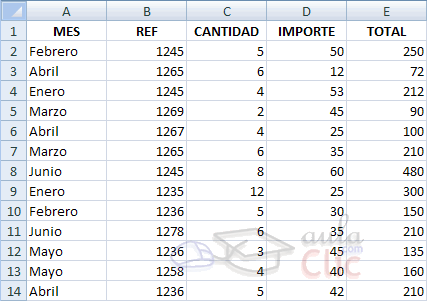 A B C D E
1 MES REF CANTIDAD IMPORTE TOTAL
2 Febrero 1245 5 50 250
3 Abril 1265 6 12 72
4 Enero 1245 4 53 212
5 Marzo 1269 2 45 90
6 Abril 1267 4 25 100
7 Marzo 1265 6 35 210
8 Junio 1245 8 60 480
9 Enero 1235 12 25 300
10 Febrero 1236 5 30 150
11 Junio 1278 6 35 210
12 Mayo 1236 3 45 135
13 Mayo 1258 4 40 160
14 Abril 1236 5 42 210
aula
.com
CLIC